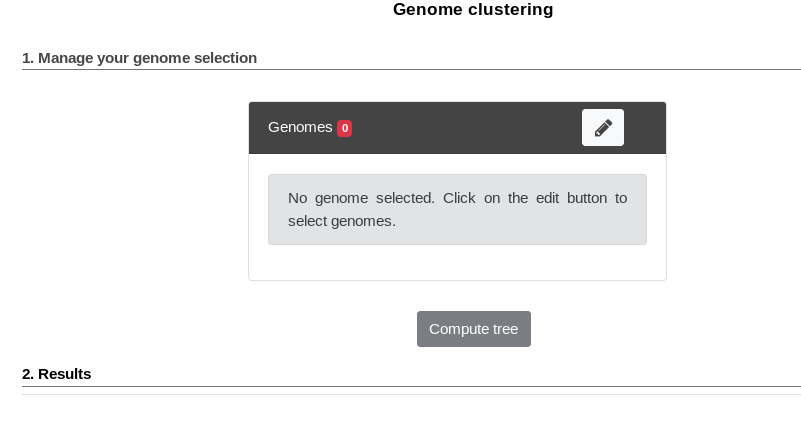 Genome clustering
1. Manage your genome selection
Genomes 0
No genome selected. Click on the edit button to
select genomes.
Compute tree
2. Results